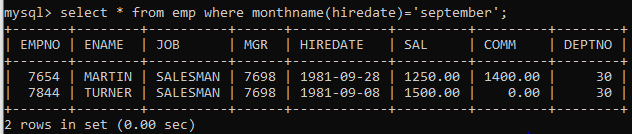 mysql> select * from emp where monthname(hiredate)='september';
+-------+--------+----------+------+------------+---------+---------+--------+
| EMPNO | ENAME | JOB | MGR | HIREDATE | SAL | COMM | DEPTNO |
+-------+--------+----------+------+------------+---------+---------+--------+
| 7654 | MARTIN | SALESMAN | 7698 | 1981-09-28 | 1250.00 | 1400.00 | 30 |
| 7844 | TURNER | SALESMAN | 7698 | 1981-09-08 | 1500.00 | 0.00 | 30 |
+-------+--------+----------+------+------------+---------+---------+--------+
2 rows in set (0.00 sec)